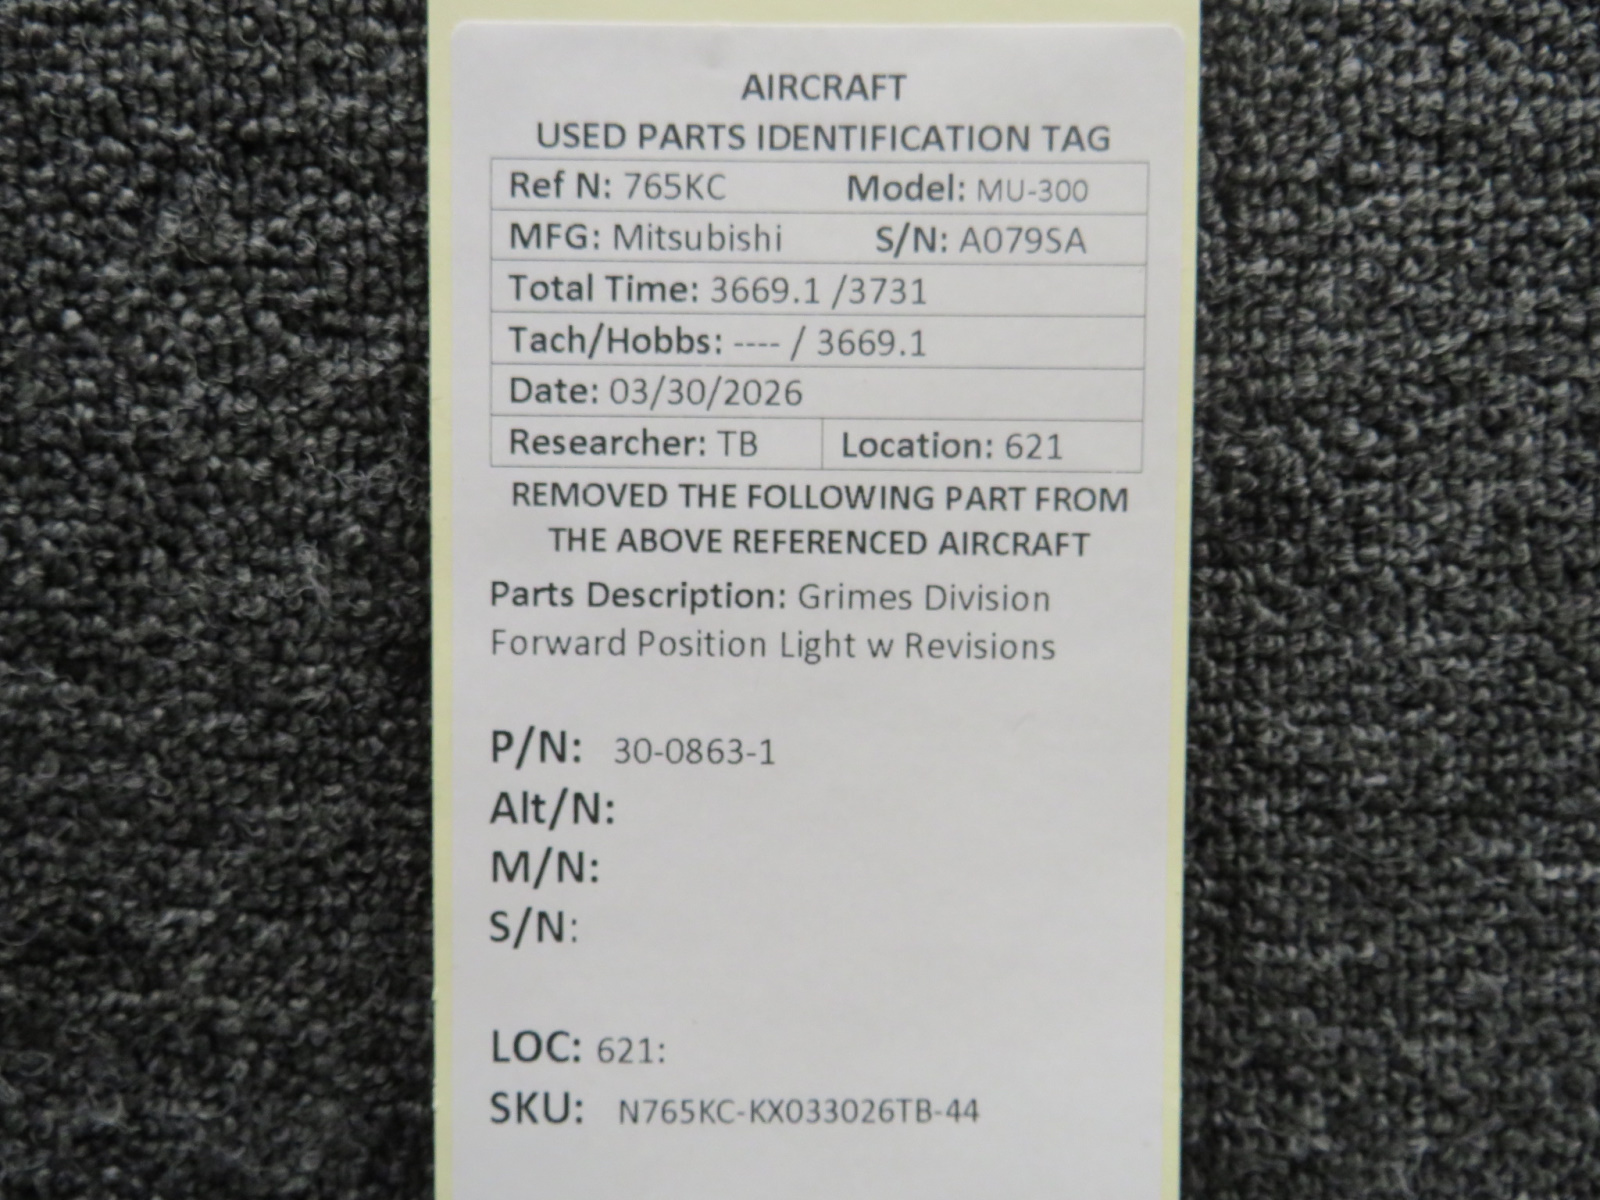 AIRCRAFT
USED PARTS IDENTIFICATION TAG
Ref N: 765KC Model: MU-300
MFG: Mitsubishi S/N: A079SA
Total Time: 3669.1 /3731
Tach/Hobbs: ---- / 3669.1
Date: 03/30/2026
Researcher: TB Location: 621
REMOVED THE FOLLOWING PART FROM
THE ABOVE REFERENCED AIRCRAFT
Parts Description: Grimes Division
Forward Position Light w Revisions
P/N: 30-0863-1
Alt/N:
M/N:
S/N:
LOC: 621:
SKU: N765KC-KX033026TB-44